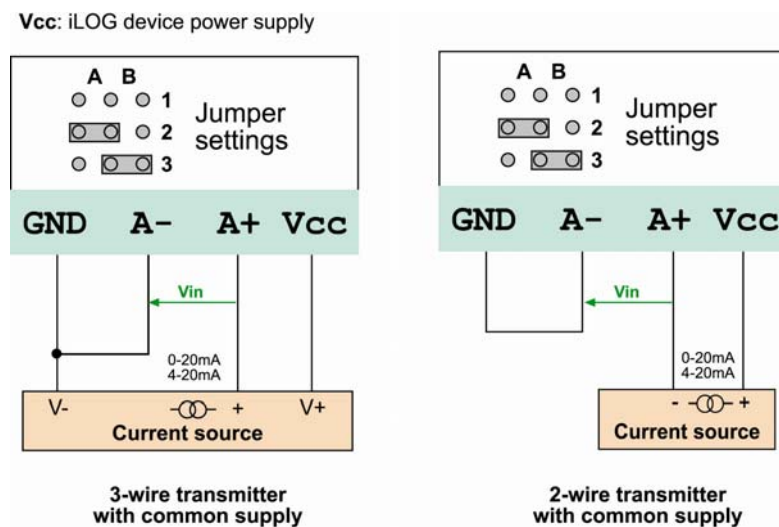 Vcc: iLOG device power supply
A B
1
2
3
Jumper
settings
GND A- A+ Vcc
Vin
0-20mA
4-20mA
V- + V+
Current source
3-wire transmitter
with common supply
A B
1
2
3
Jumper
settings
GND A- A+ Vcc
Vin
0-20mA
4-20mA
- +
Current source
2-wire transmitter
with common supply